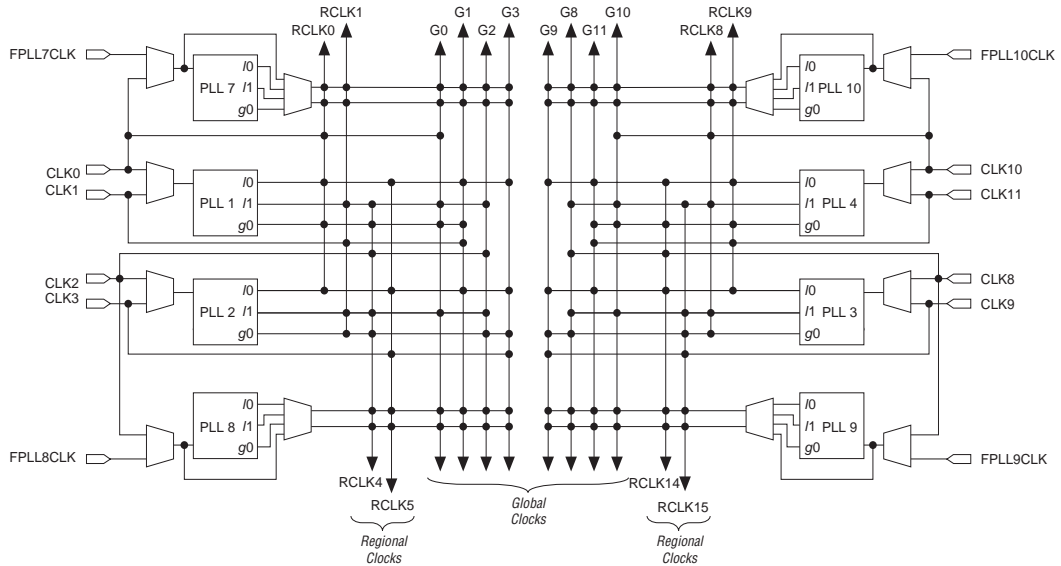 RCLK1 G1 G3 G8 G10 RCLK9
RCLK0 G0 G2 G9 G11 RCLK8
FPLL7CLK PLL 7 l0 l1 g0 l0 l1 g0 PLL 10 FPLL10CLK
CLK0 CLK10
CLK1 PLL 1 l0 l1 g0 l0 l1 g0 PLL 4 CLK11
CLK2 CLK8
CLK3 PLL 2 l0 l1 g0 l0 l1 g0 PLL 3 CLK9
PLL 8 l0 l1 g0 l0 l1 g0 PLL 9
FPLL8CLK FPLL9CLK
RCLK4 RCLK14
RCLK5 Global RCLK15
Clocks
Regional Regional
Clocks Clocks